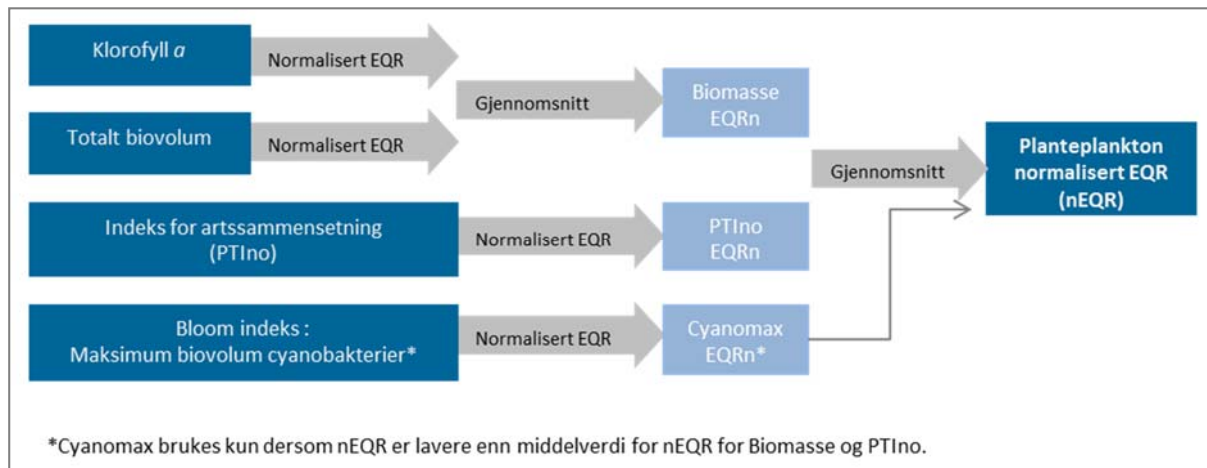 Klorofyll a
Normalisert EQR
Totalt biovolum
Normalisert EQR
Gjennomsnitt
Biomasse
EQRn
Indeks for artssammensetning
(PTIno)
Normalisert EQR
PTIno
EQRn
Bloom indeks :
Maksimum biovolum cyanobakterier*
Normalisert EQR
Cyanomax
EQRn*
Gjennomsnitt
Planteplankton
normalisert EQR
(nEQR)
*Cyanomax brukes kun dersom nEQR er lavere enn middelverdi for nEQR for Biomasse og PTIno.